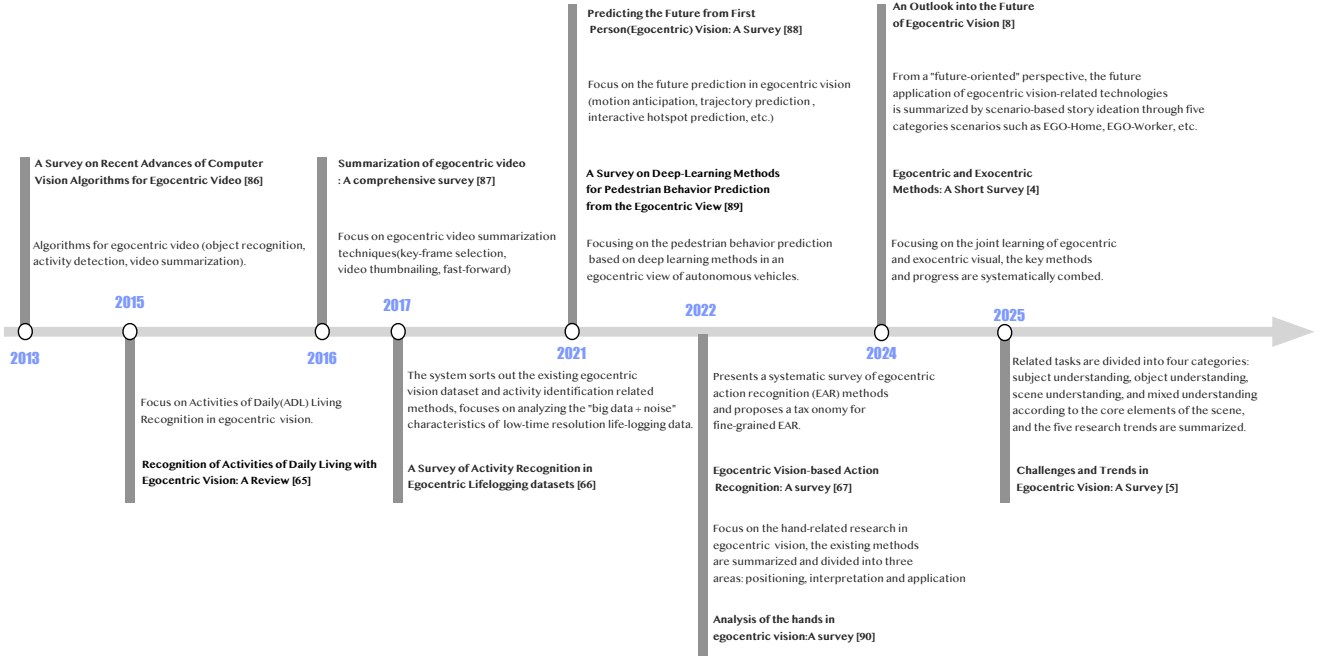 Predicting the Future from First
Person(Egocentric) Vision: A Survey [88]
Focus on the future prediction in egocentric vision
(motion anticipation, trajectory prediction ,
interactive hotspot prediction, etc.)
An Outlook into the Future
of Egocentric Vision [8]
From a "future-oriented" perspective, the future
application of egocentric vision-related technologies
is summarized by scenario-based story ideation through five
categories scenarios such as EGO-Home, EGO-Worker, etc.
A Survey on Recent Advances of Computer
Vision Algorithms for Egocentric Video [86]
Algorithms for egocentric video (object recognition,
activity detection, video summarization).
Summarization of egocentric video
: A comprehensive survey [87]
Focus on egocentric video summarization
techniques(key-frame selection,
video thumbnailing, fast-forward)
A Survey on Deep-Learning Methods
for Pedestrian Behavior Prediction
from the Egocentric View [89]
Focusing on the pedestrian behavior prediction
based on deep learning methods in an
egocentric view of autonomous vehicles.
Egocentric and Exocentric
Methods: A Short Survey [4]
Focusing on the joint learning of egocentric
and exocentric visual, the key methods
and progress are systematically combed.
2015
2017
2022
2025
2013
2016
2021
2024
Focus on Activities of Daily(ADL) Living
Recognition in egocentric vision.
Recognition of Activities of Daily Living with
Egocentric Vision: A Review [65]
The system sorts out the existing egocentric
vision dataset and activity identification related
methods, focuses on analyzing the "big data + noise"
characteristics of low-time resolution life-logging data.
A Survey of Activity Recognition in
Egocentric Lifelogging datasets [66]
Presents a systematic survey of egocentric
action recognition (EAR) methods
and proposes a tax onomy for
fine-grained EAR.
Egocentric Vision-based Action
Recognition: A survey [67]
Focus on the hand-related research in
egocentric vision, the existing methods
are summarized and divided into three
areas: positioning, interpretation and application
Analysis of the hands in
egocentric vision:A survey [90]
Related tasks are divided into four categories:
subject understanding, object understanding,
scene understanding, and mixed understanding
according to the core elements of the scene,
and the five research trends are summarized.
Challenges and Trends in
Egocentric Vision: A Survey [5]